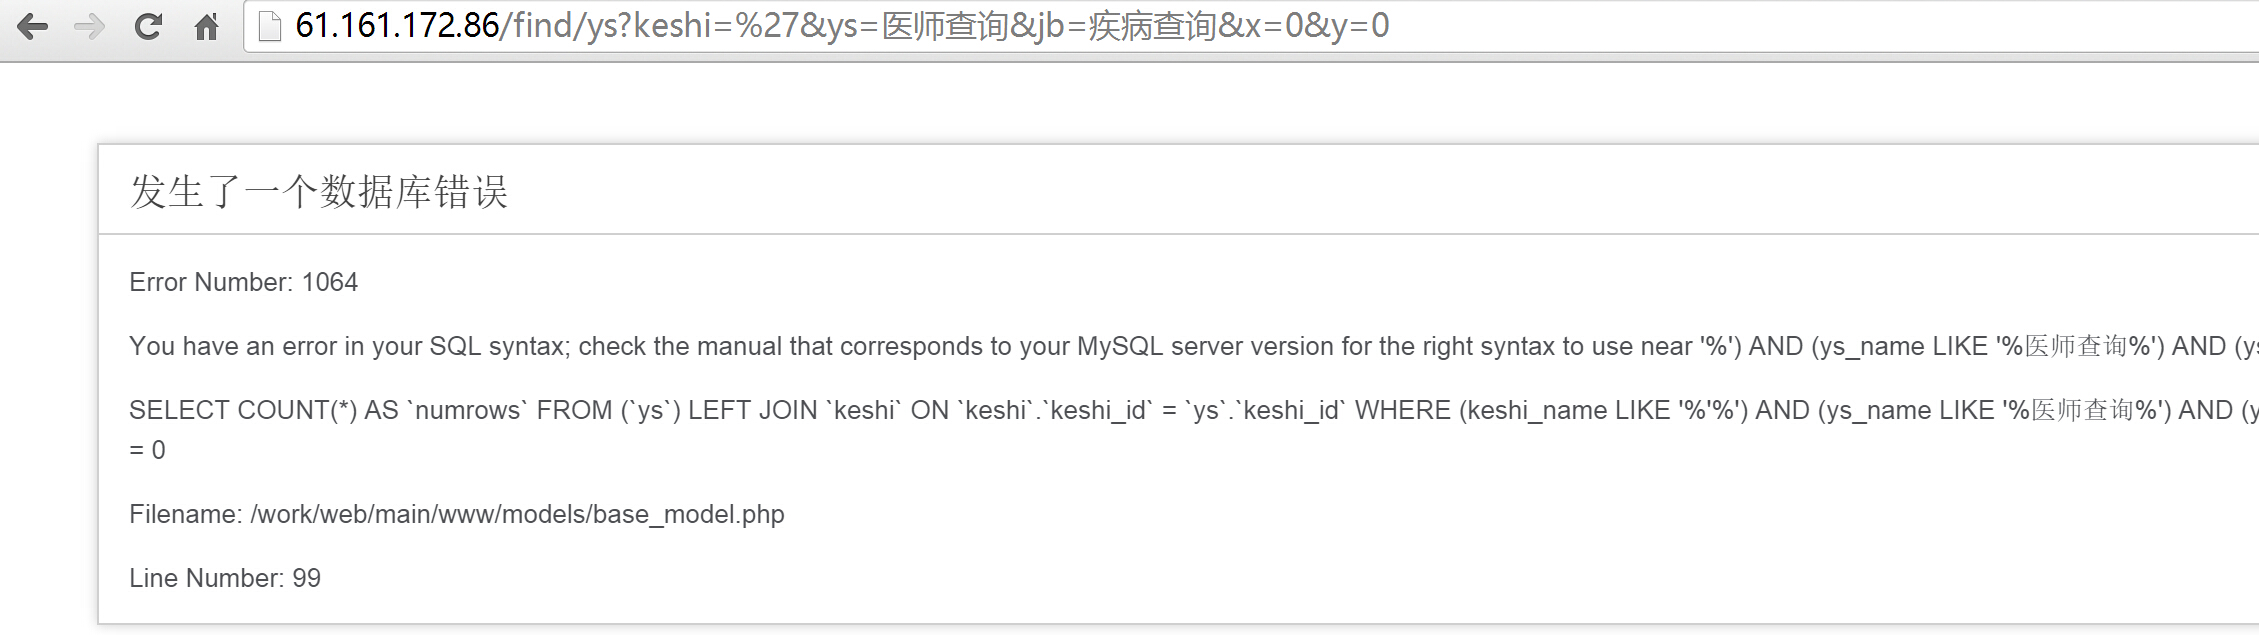 61.161.172.86/find/ys?keshi=%27&ys=医师查询&jb=疾病查询&x=0&y=0
发生了一个数据库错误
Error Number: 1064
You have an error in your SQL syntax; check the manual that corresponds to your MySQL server version for the right syntax to use near '%') AND (ys_name LIKE '%医师查询%') AND (ys
SELECT COUNT(*) AS `numrows` FROM (`ys`) LEFT JOIN `keshi` ON `keshi`.`keshi_id` = `ys`.`keshi_id` WHERE (keshi_name LIKE '%'%') AND (ys_name LIKE '%医师查询%') AND (y
= 0
Filename: /work/web/main/www/models/base_model.php
Line Number: 99